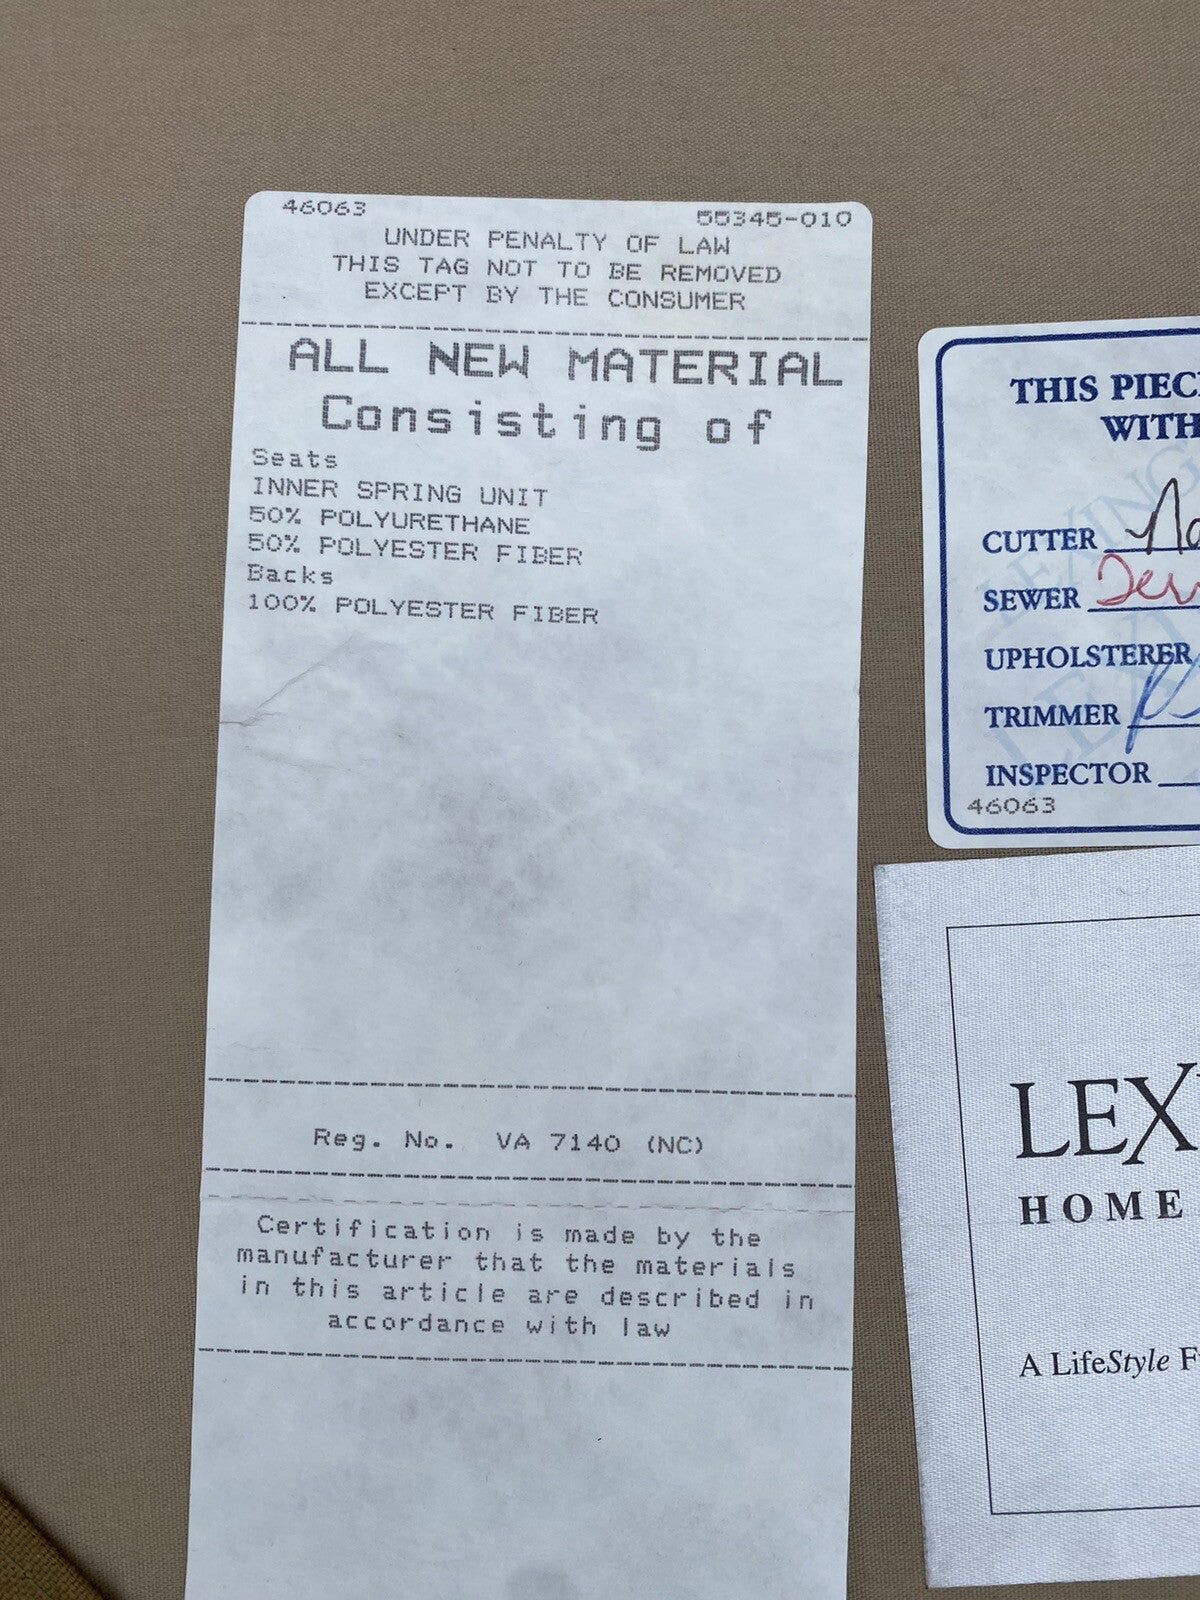 46063 55345-010
UNDER PENALTY OF LAW
THIS TAG NOT TO BE REMOVED
EXCEPT BY THE CONSUMER
ALL NEW MATERIAL
Consisting of
Seats
INNER SPRING UNIT
50% POLYURETHANE
50% POLYESTER FIBER
Backs
100% POLYESTER FIBER
Reg. No. VA 7140 (NC)
Certification is made by the
manufacturer that the materials
in this article are described in
accordance with law
THIS PIEC
WITH
CUTTER
SEWER
UPHOLSTERER
TRIMMER
INSPECTOR
46063
LEX
HOME
A LifeStyle F